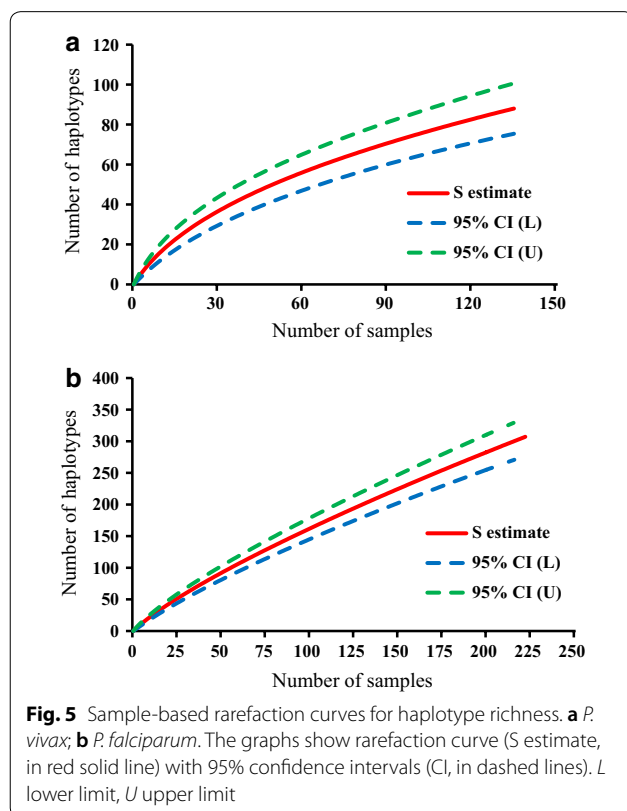 a
Number of haplotypes
120
100
80
60
40
20
0
S estimate
95% CI (L)
95% CI (U)
0 30 60 90 120 150
Number of samples
b
Number of haplotypes
400
350
300
250
200
150
100
50
0
S estimate
95% CI (L)
95% CI (U)
0 25 50 75 100 125 150 175 200 225 250
Number of samples
Fig. 5 Sample-based rarefaction curves for haplotype richness. a P.
vivax; b P. falciparum. The graphs show rarefaction curve (S estimate,
in red solid line) with 95% confidence intervals (CI, in dashed lines). L
lower limit, U upper limit